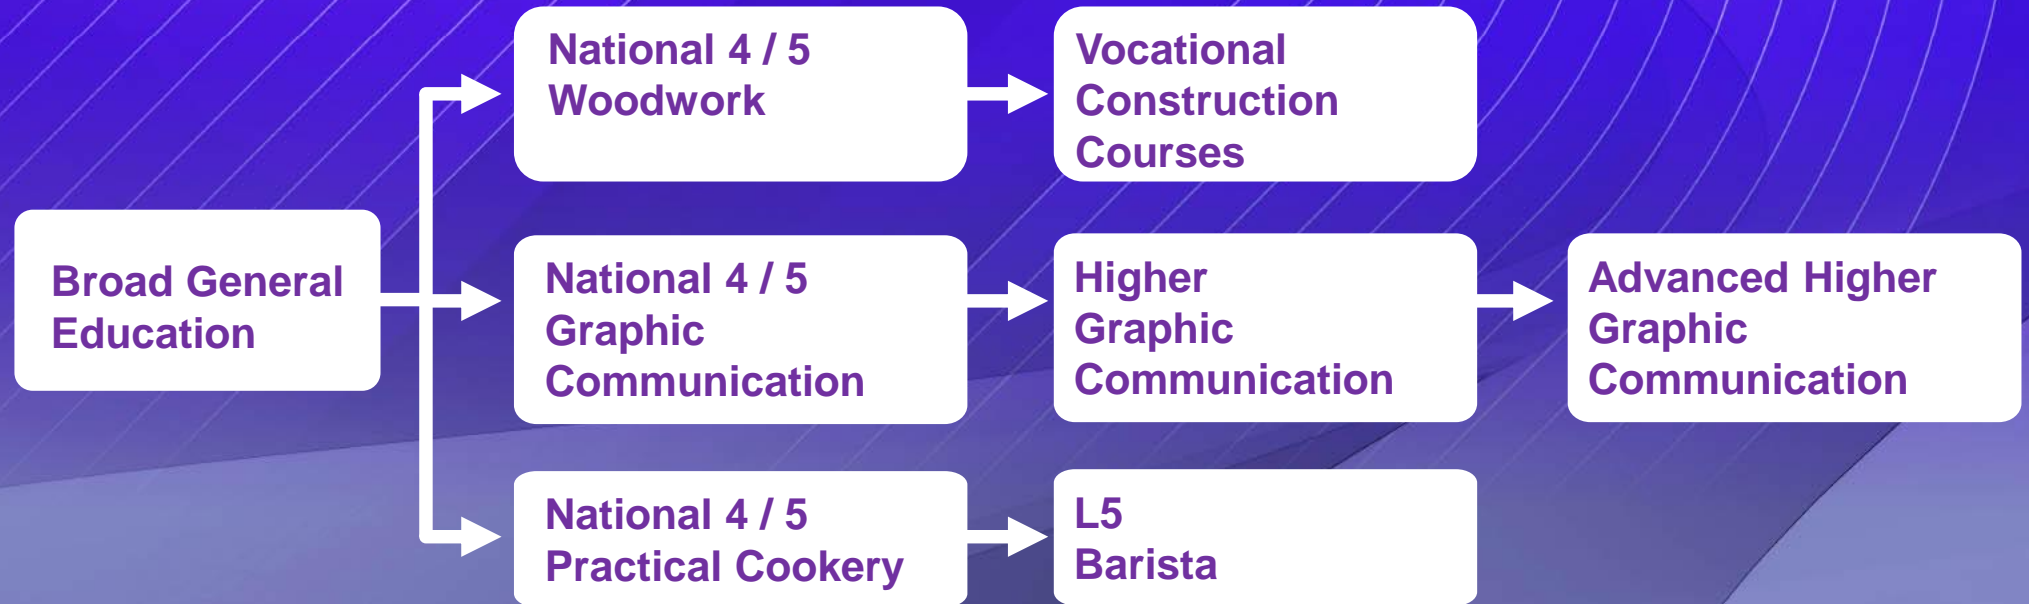 National 4 / 5
Woodwork
Vocational
Construction
Courses
Broad General
Education
National 4 / 5
Graphic
Communication
Higher
Graphic
Communication
Advanced Higher
Graphic
Communication
National 4 / 5
Practical Cookery
L5
Barista